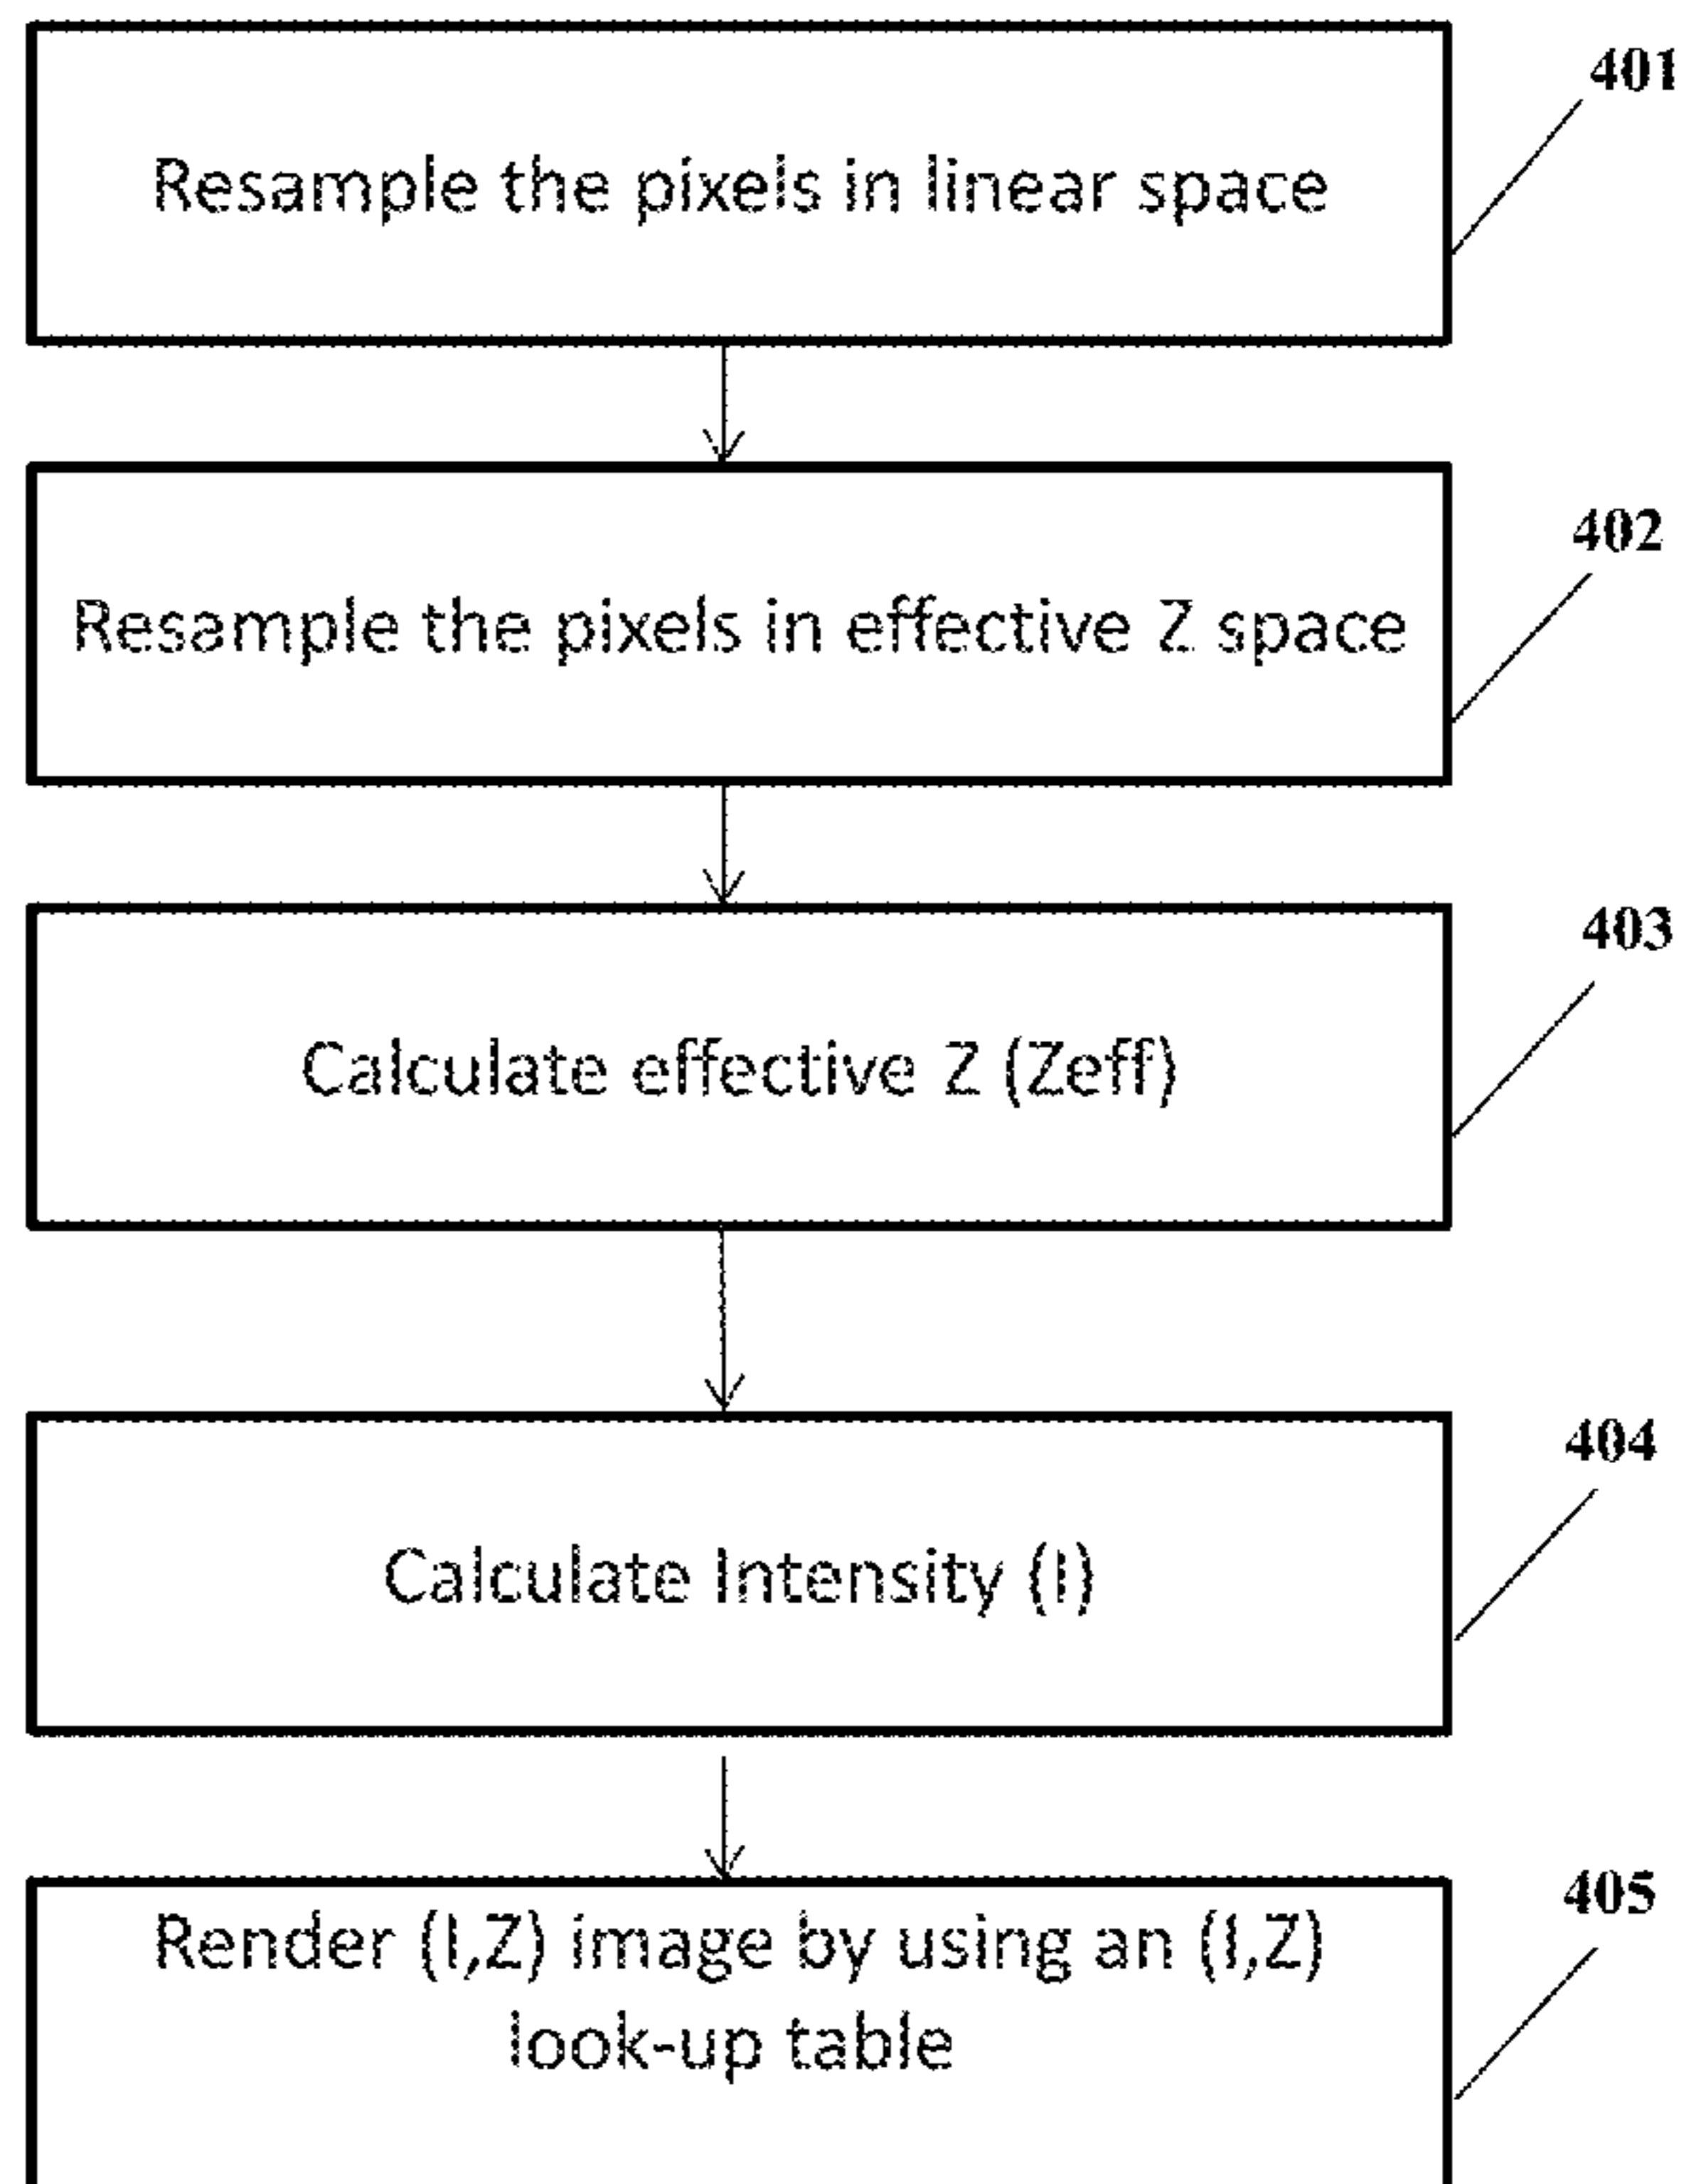 401
Resample the pixels in linear space
402
Resample the pixels in effective Z space
403
Calculate effective Z (Zeff)
404
Calculate Intensity (I)
405
Render (I,Z) image by using an (I,Z)
look-up table